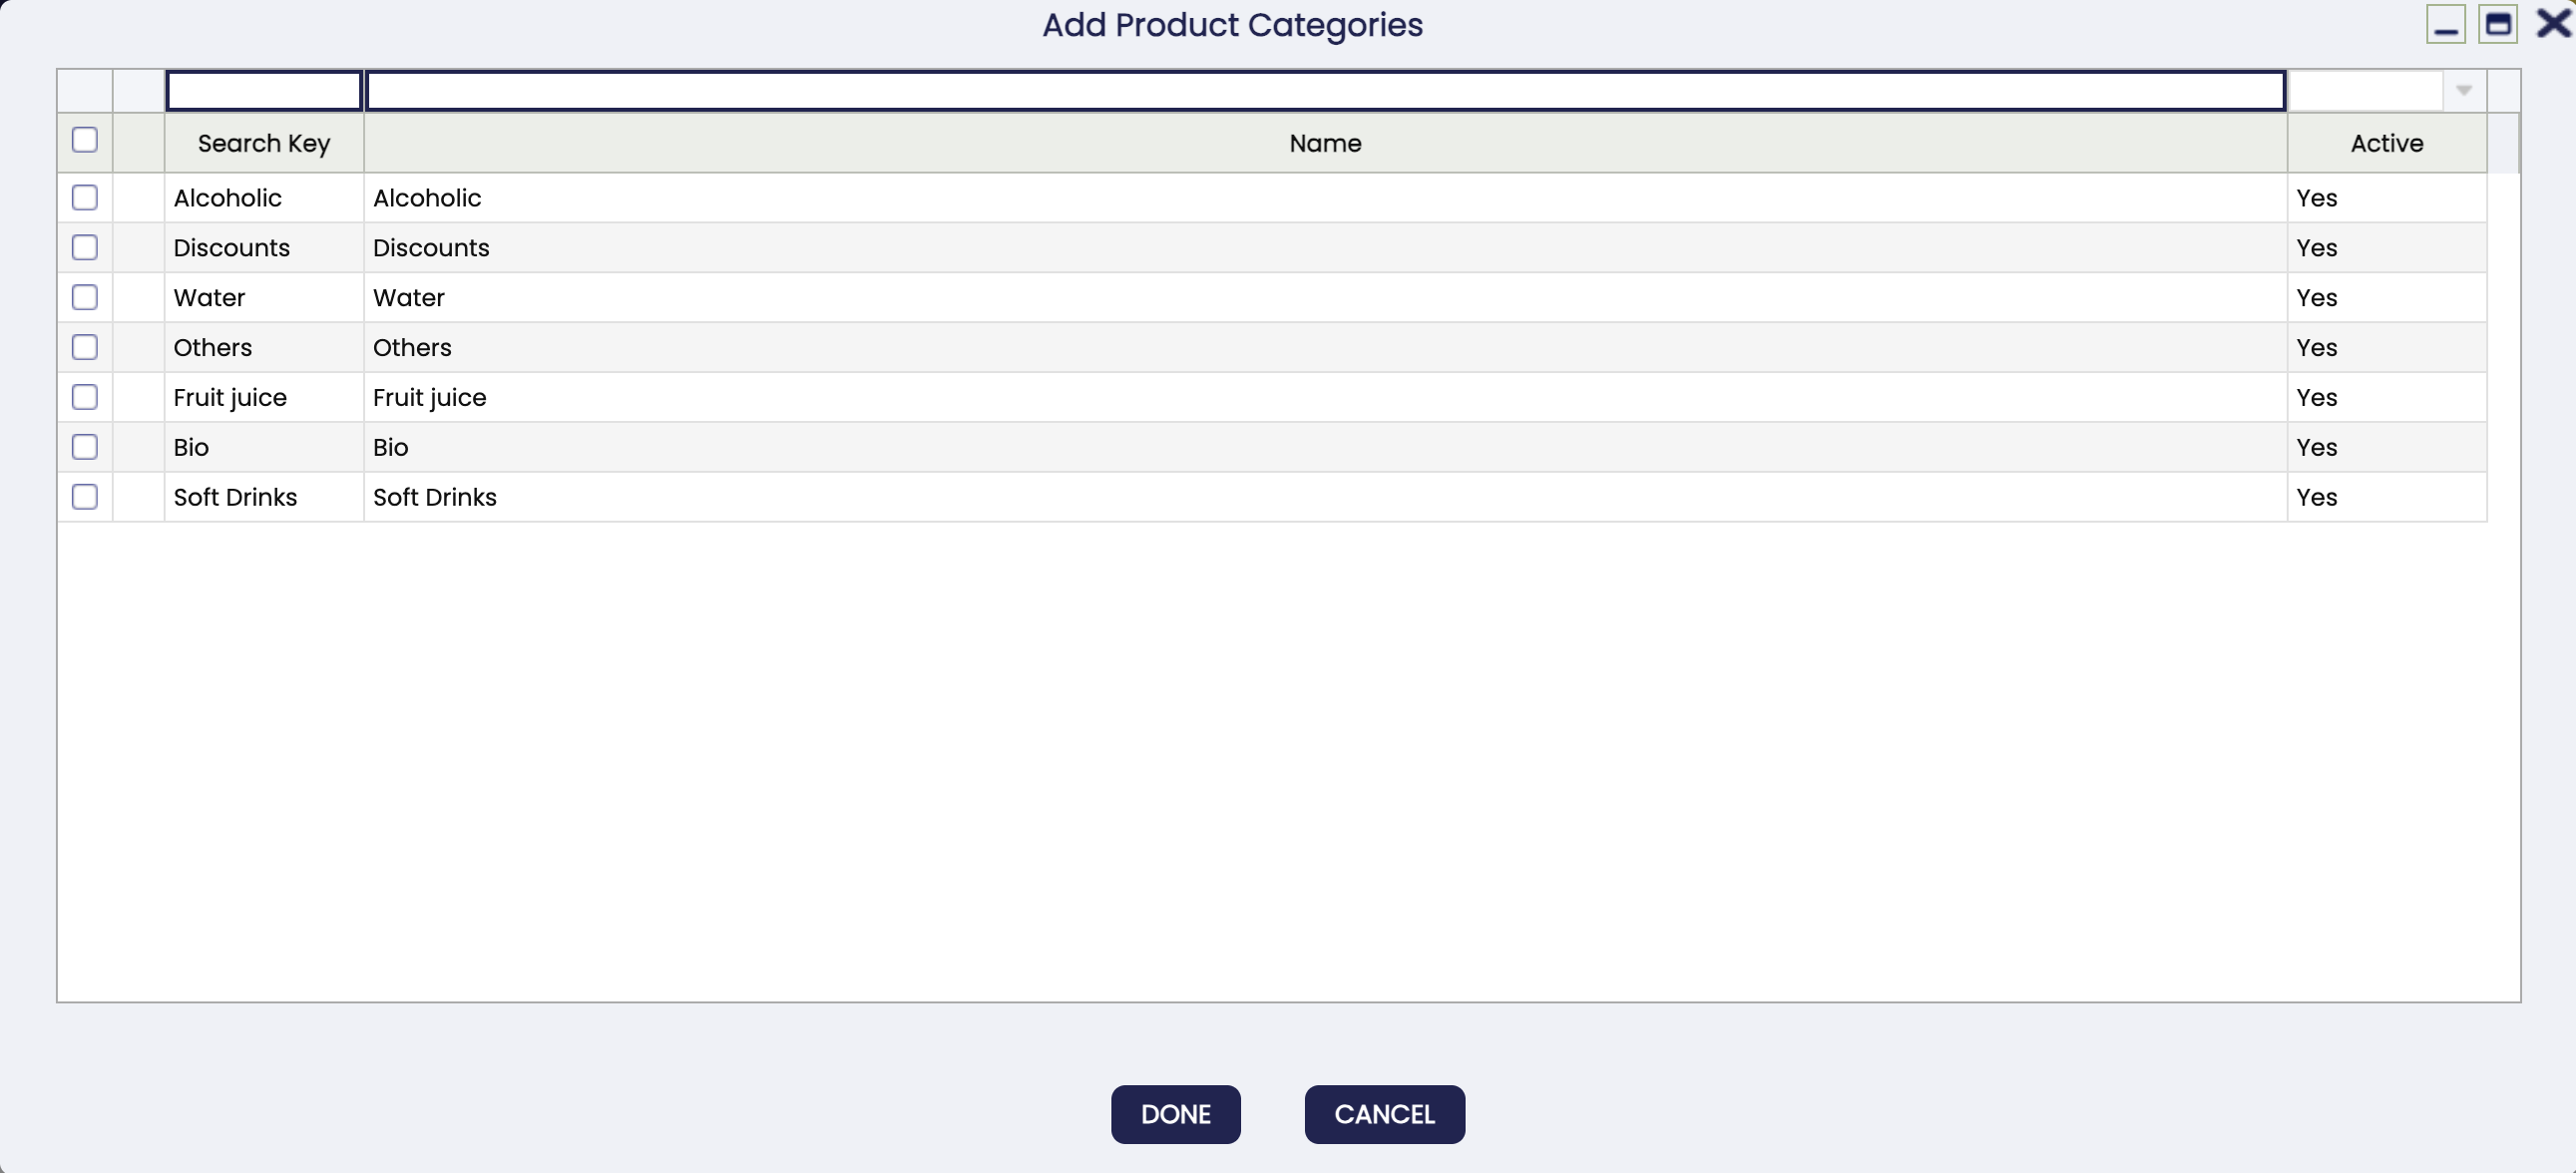 Add Product Categories
Search Key Name Active
Alcoholic Alcoholic Yes
Discounts Discounts Yes
Water Water Yes
Others Others Yes
Fruit juice Fruit juice Yes
Bio Bio Yes
Soft Drinks Soft Drinks Yes
DONE CANCEL